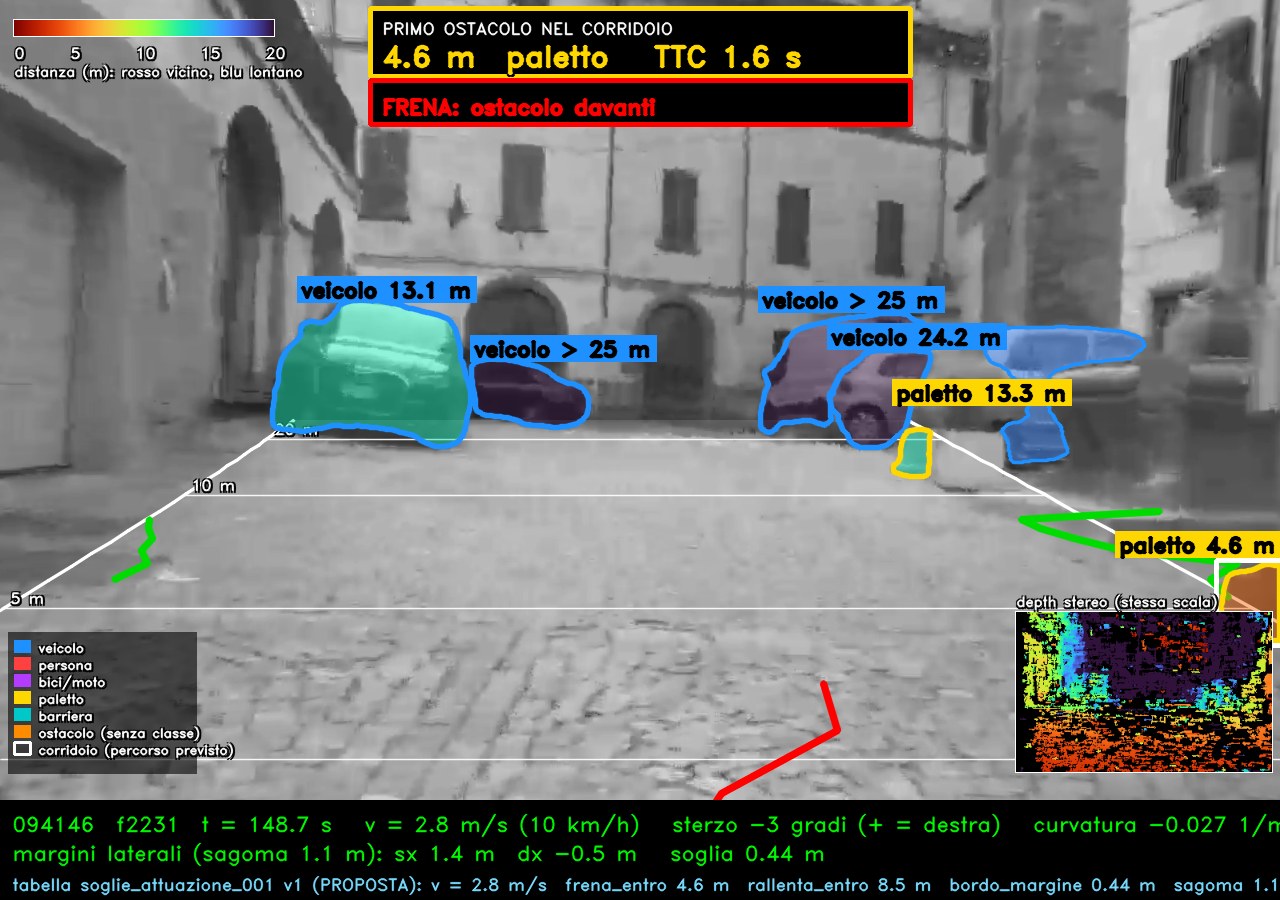 PRIMO OSTACOLO NEL CORRIDOIO
4.6 m paletto TTC 1.6 s
FRENA: ostacolo davanti
0 5 10 15 20
distanza (m): rosso vicino, blu lontano
veicolo 13.1 m
veicolo > 25 m
veicolo > 25 m
veicolo 24.2 m
paletto 13.3 m
20 m
10 m
paletto 4.6 m
5 m
depth stereo (stessa scala)
veicolo
persona
bici/moto
paletto
barriera
ostacolo (senza classe)
corridoio (percorso previsto)
094146 f2231 t = 148.7 s v = 2.8 m/s (10 km/h) sterzo −3 gradi (+ = destra) curvatura −0.027 1/m
margini laterali (sagoma 1.1 m): sx 1.4 m dx −0.5 m soglia 0.44 m
tabella soglie_attuazione_001 v1 (PROPOSTA): v = 2.8 m/s frena_entro 4.6 m rallenta_entro 8.5 m bordo_margine 0.44 m sagoma 1.1